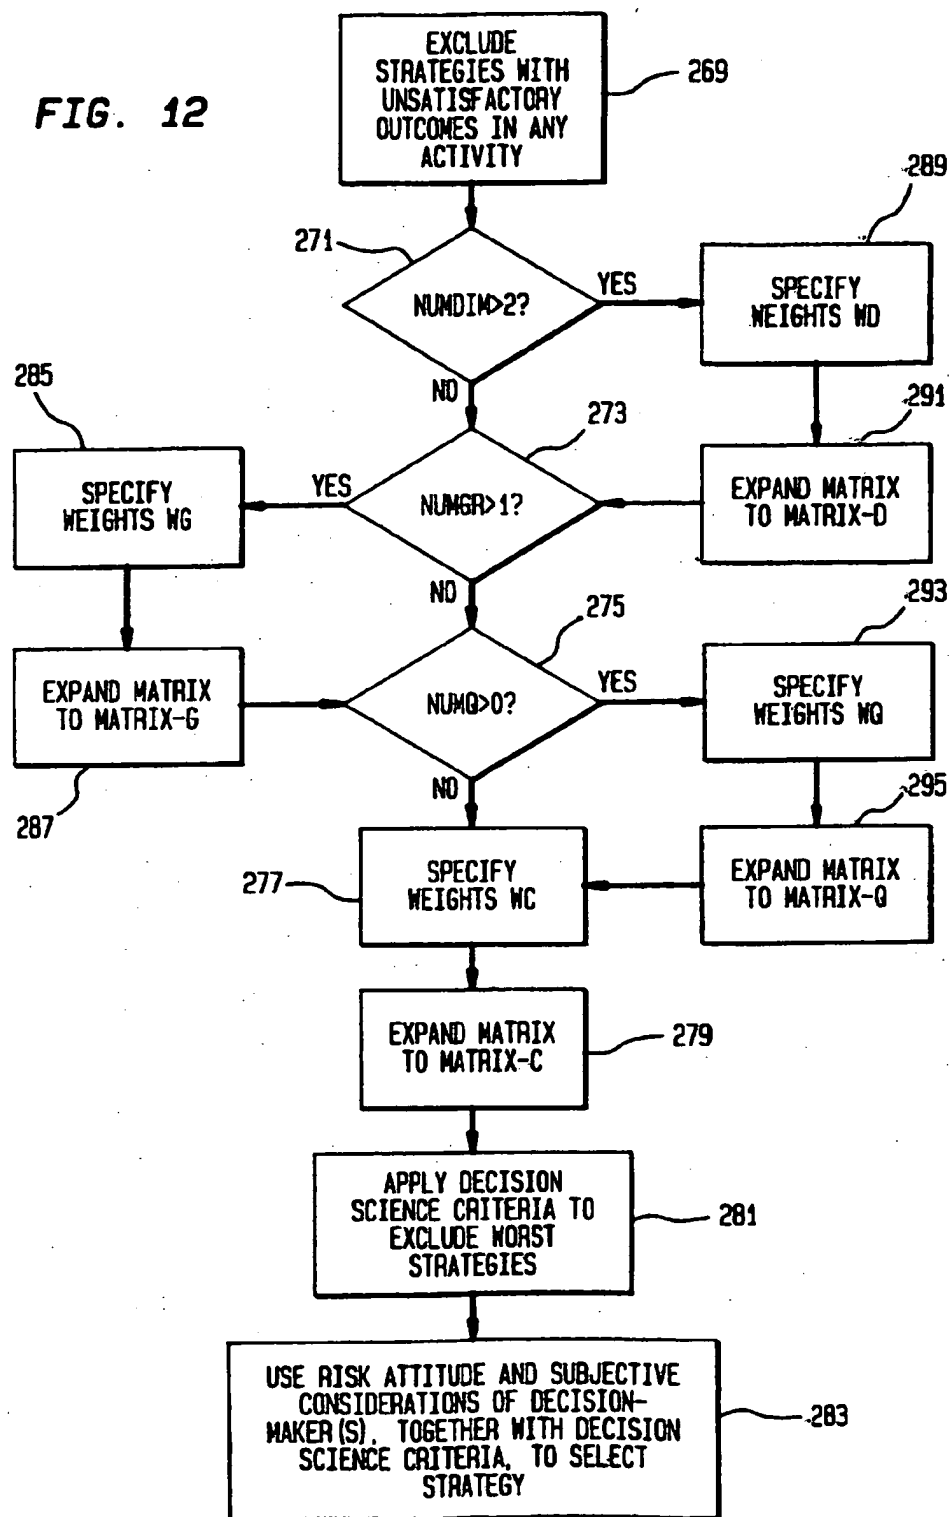 FIG. 12
EXCLUDE
STRATEGIES WITH
UNSATISFACTORY
OUTCOMES IN ANY
ACTIVITY
269
271
NUMDIM>2?
YES
NO
289
SPECIFY
WEIGHTS WD
291
EXPAND MATRIX
TO MATRIX-D
273
NUMGR>1?
YES
NO
285
SPECIFY
WEIGHTS WG
EXPAND MATRIX
TO MATRIX-G
287
275
NUMQ>0?
YES
NO
293
SPECIFY
WEIGHTS WQ
295
EXPAND MATRIX
TO MATRIX-Q
277
SPECIFY
WEIGHTS WC
EXPAND MATRIX
TO MATRIX-C
279
APPLY DECISION
SCIENCE CRITERIA TO
EXCLUDE WORST
STRATEGIES
281
USE RISK ATTITUDE AND SUBJECTIVE
CONSIDERATIONS OF DECISION-
MAKER(S), TOGETHER WITH DECISION
SCIENCE CRITERIA, TO SELECT
STRATEGY
283